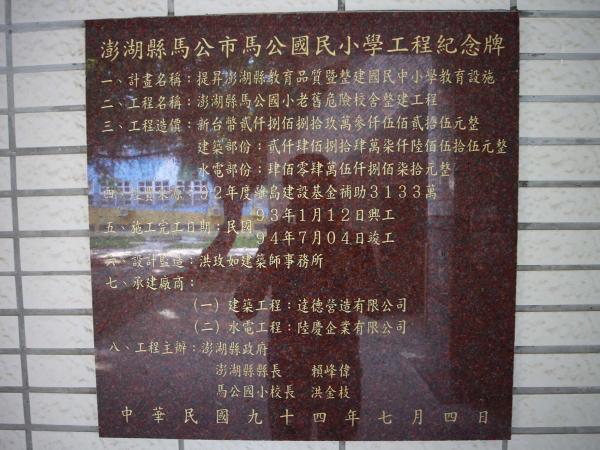 澎湖縣馬公市馬公國民小學工程紀念牌
一、計畫名稱：提昇澎湖縣教育品質暨整建國民中小學教育設施
二、工程名稱：澎湖縣馬公國小老舊危險校舍整建工程
三、工程造價：新台幣貳仟捌佰捌拾玖萬參仟伍佰貳拾伍元整
建築部份：貳仟肆佰捌拾肆萬柒仟陸佰伍拾伍元整
水電部份：肆佰零肆萬伍仟捌佰柒拾元整
四、經費來源：92年度離島建設基金補助3133萬
93年1月12日興工
五、施工完工日期：民國
94年7月04日竣工
六、設計監造：洪玫如建築師事務所
七、承建廠商：
（一）建築工程：達德營造有限公司
（二）水電工程：陸慶企業有限公司
八、工程主辦：澎湖縣政府
澎湖縣縣長 賴峰偉
馬公國小校長 洪金枝
中華民國九十四年七月四日